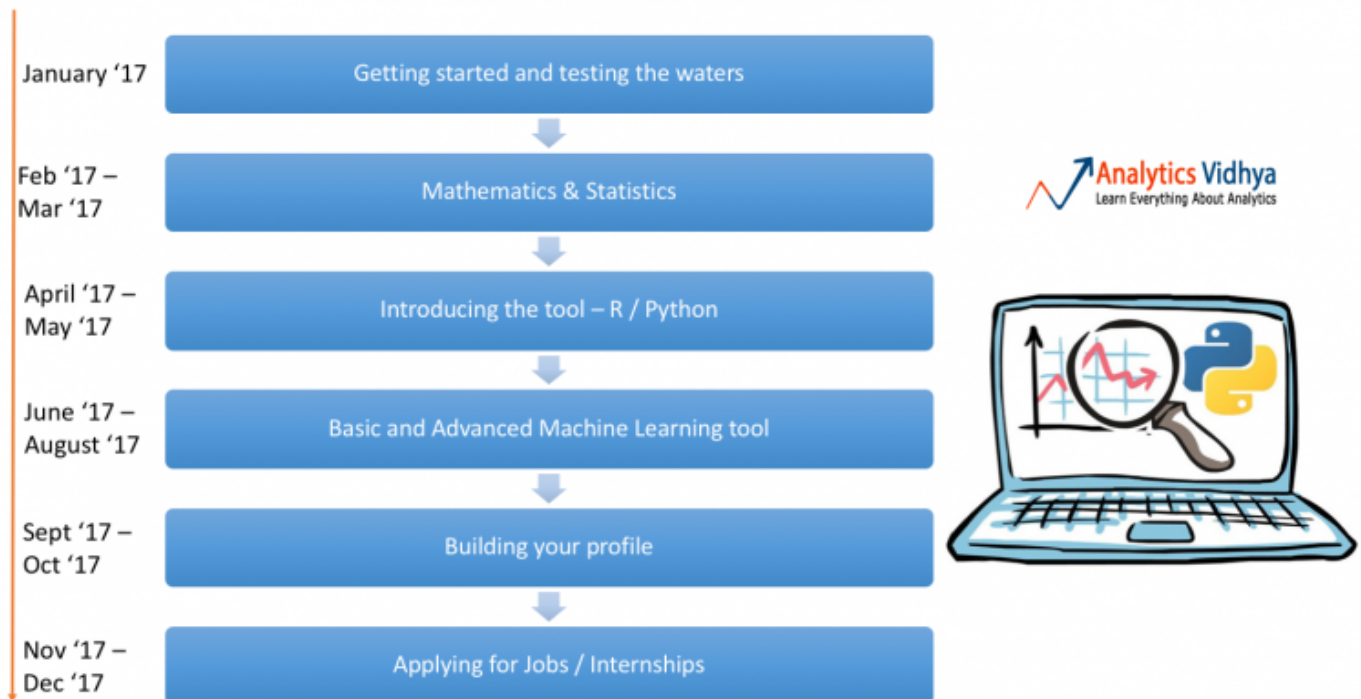 January ‘17
Getting started and testing the waters
Feb ‘17 –
Mar ‘17
Mathematics & Statistics
Analytics Vidhya
Learn Everything About Analytics
April ‘17 –
May ‘17
Introducing the tool – R / Python
June ‘17 –
August ‘17
Basic and Advanced Machine Learning tool
Sept ‘17 –
Oct ‘17
Building your profile
Nov ‘17 –
Dec ‘17
Applying for Jobs / Internships